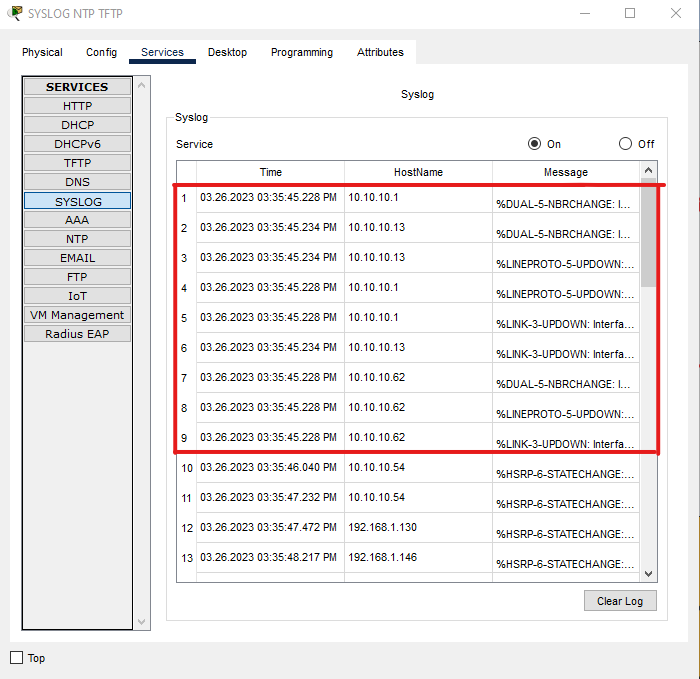 SYSLOG NTP TFTP
Physical Config Services Desktop Programming Attributes
SERVICES
HTTP
DHCP
DHCPv6
TFTP
DNS
SYSLOG
AAA
NTP
EMAIL
FTP
IoT
VM Management
Radius EAP
Syslog
Syslog
Service On Off
Time HostName Message
1 03.26.2023 03:35:45.228 PM 10.10.10.1 %DUAL-5-NBRCHANGE: I...
2 03.26.2023 03:35:45.234 PM 10.10.10.13 %DUAL-5-NBRCHANGE: I...
3 03.26.2023 03:35:45.234 PM 10.10.10.13 %LINEPROTO-5-UPDOWN:...
4 03.26.2023 03:35:45.228 PM 10.10.10.1 %LINEPROTO-5-UPDOWN:...
5 03.26.2023 03:35:45.228 PM 10.10.10.1 %LINK-3-UPDOWN: Interfa...
6 03.26.2023 03:35:45.234 PM 10.10.10.13 %LINK-3-UPDOWN: Interfa...
7 03.26.2023 03:35:45.228 PM 10.10.10.62 %DUAL-5-NBRCHANGE: I...
8 03.26.2023 03:35:45.228 PM 10.10.10.62 %LINEPROTO-5-UPDOWN:...
9 03.26.2023 03:35:45.228 PM 10.10.10.62 %LINK-3-UPDOWN: Interfa...
10 03.26.2023 03:35:46.040 PM 10.10.10.54 %HSRP-6-STATECHANGE:...
11 03.26.2023 03:35:47.232 PM 10.10.10.54 %HSRP-6-STATECHANGE:...
12 03.26.2023 03:35:47.472 PM 192.168.1.130 %HSRP-6-STATECHANGE:...
13 03.26.2023 03:35:48.217 PM 192.168.1.146 %HSRP-6-STATECHANGE:...
Clear Log
Top